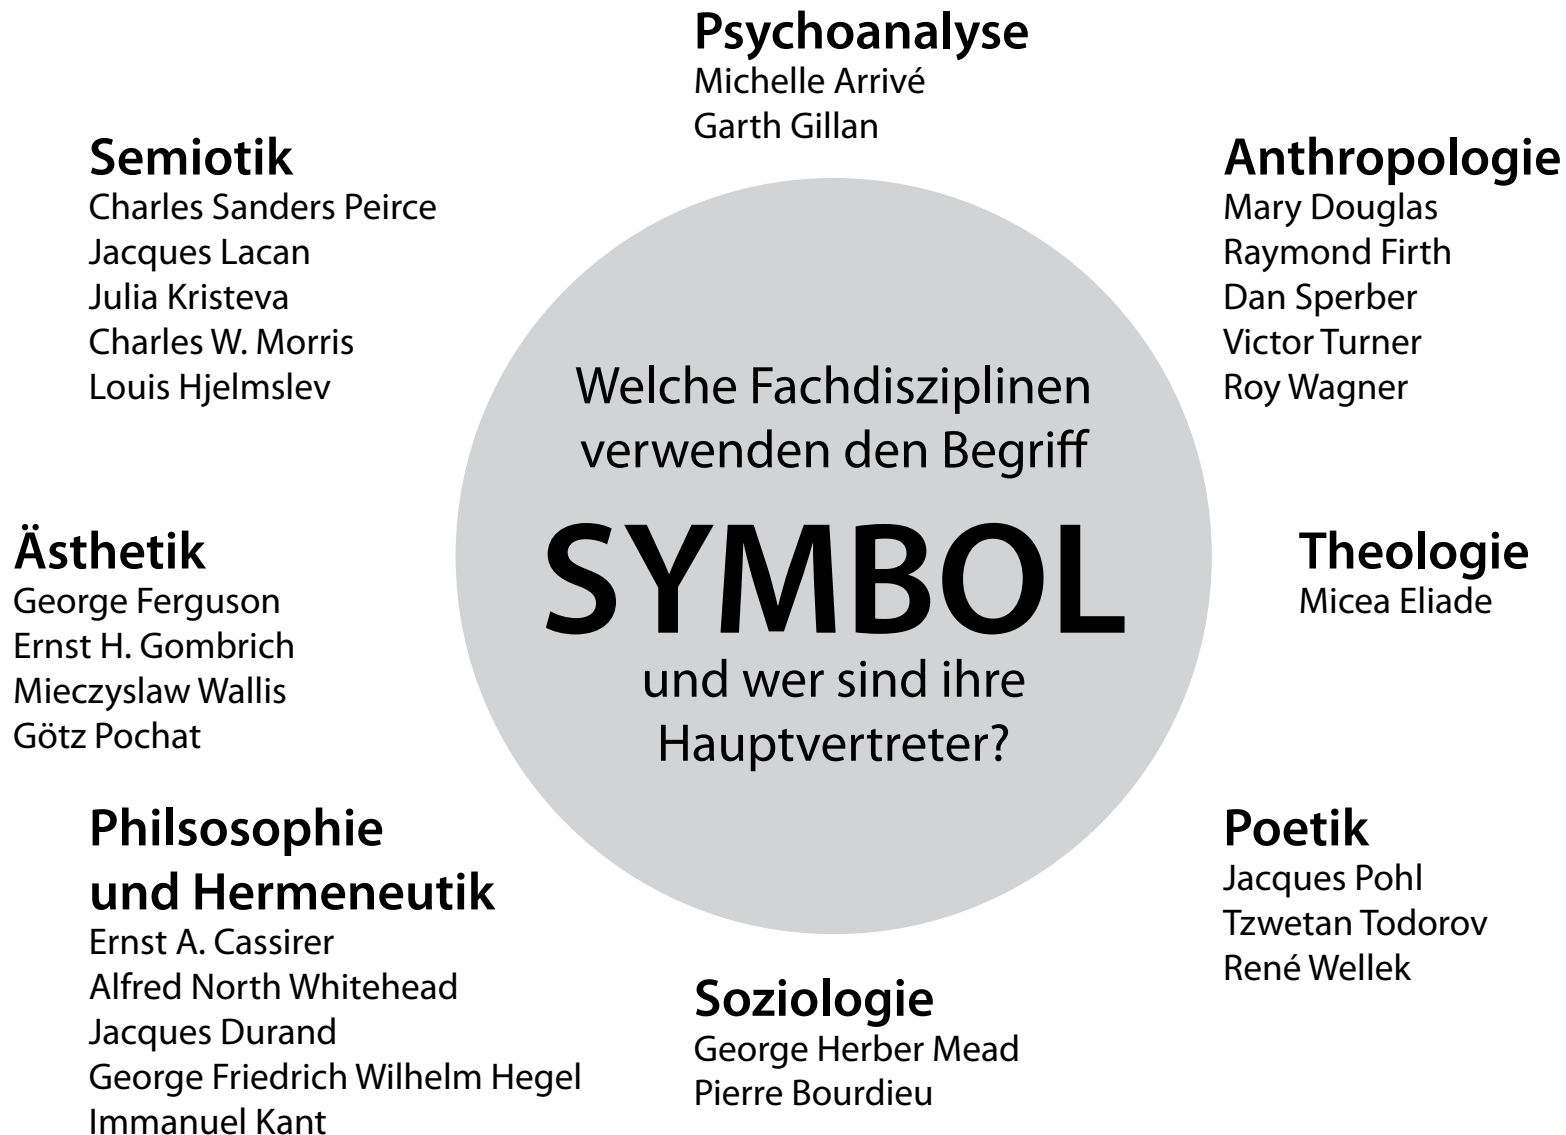 Psychoanalyse
Michelle Arrivé
Garth Gillan
Semiotik
Charles Sanders Peirce
Jacques Lacan
Julia Kristeva
Charles W. Morris
Louis Hjelmslev
Anthropologie
Mary Douglas
Raymond Firth
Dan Sperber
Victor Turner
Roy Wagner
Welche Fachdisziplinen
verwenden den Begriff
SYMBOL
und wer sind ihre
Hauptvertreter?
Ästhetik
George Ferguson
Ernst H. Gombrich
Mieczyslaw Wallis
Götz Pochat
Theologie
Micea Eliade
Philsosophie
und Hermeneutik
Ernst A. Cassirer
Alfred North Whitehead
Jacques Durand
George Friedrich Wilhelm Hegel
Immanuel Kant
Soziologie
George Herber Mead
Pierre Bourdieu
Poetik
Jacques Pohl
Tzwetan Todorov
René Wellek